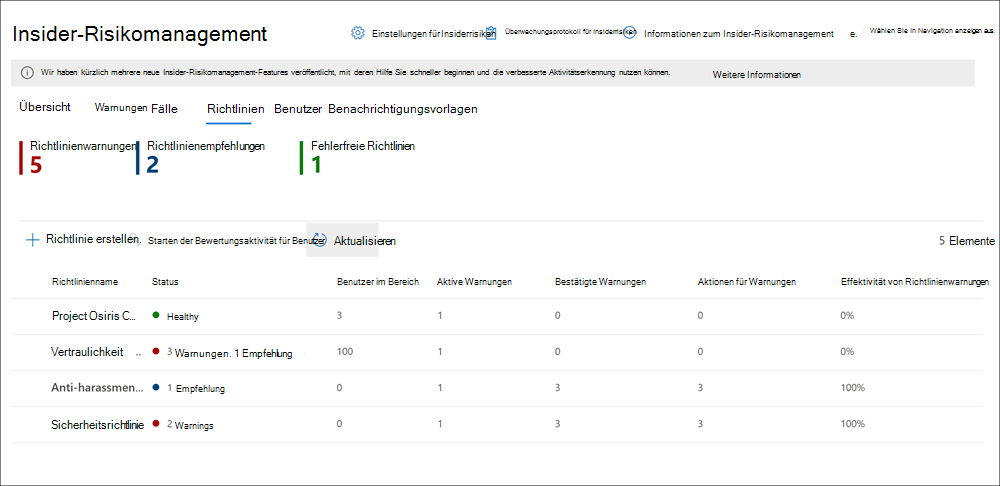 Insider-Risikomanagement
Einstellungen für Insiderrisiken Überwachungsprotokoll für Insiderrisiken Informationen zum Insider-Risikomanagement e. Wählen Sie In Navigation anzeigen aus.
Wir haben kürzlich mehrere neue Insider-Risikomanagement-Features veröffentlicht, mit deren Hilfe Sie schneller beginnen und die verbesserte Aktivitätserkennung nutzen können. Weitere Informationen
Übersicht Warnungen Fälle Richtlinien Benutzer Benachrichtigungsvorlagen
Richtlinienwarnungen Richtlinienempfehlungen Fehlerfreie Richtlinien
5 2 1
Richtlinie erstellen Starten der Bewertungsaktivität für Benutzer Aktualisieren 5 Elemente
Richtlinienname Status Benutzer im Bereich Aktive Warnungen Bestätigte Warnungen Aktionen für Warnungen Effektivität von Richtlinienwarnungen
Project Osiris C... Healthy 3 1 0 0 0%
Vertraulichkeit .. 3 Warnungen. 1 Empfehlung 100 1 0 0 0%
Anti-harassmen... 1 Empfehlung 0 1 3 3 100%
Sicherheitsrichtlinie 2 Warnings 0 1 3 3 100%